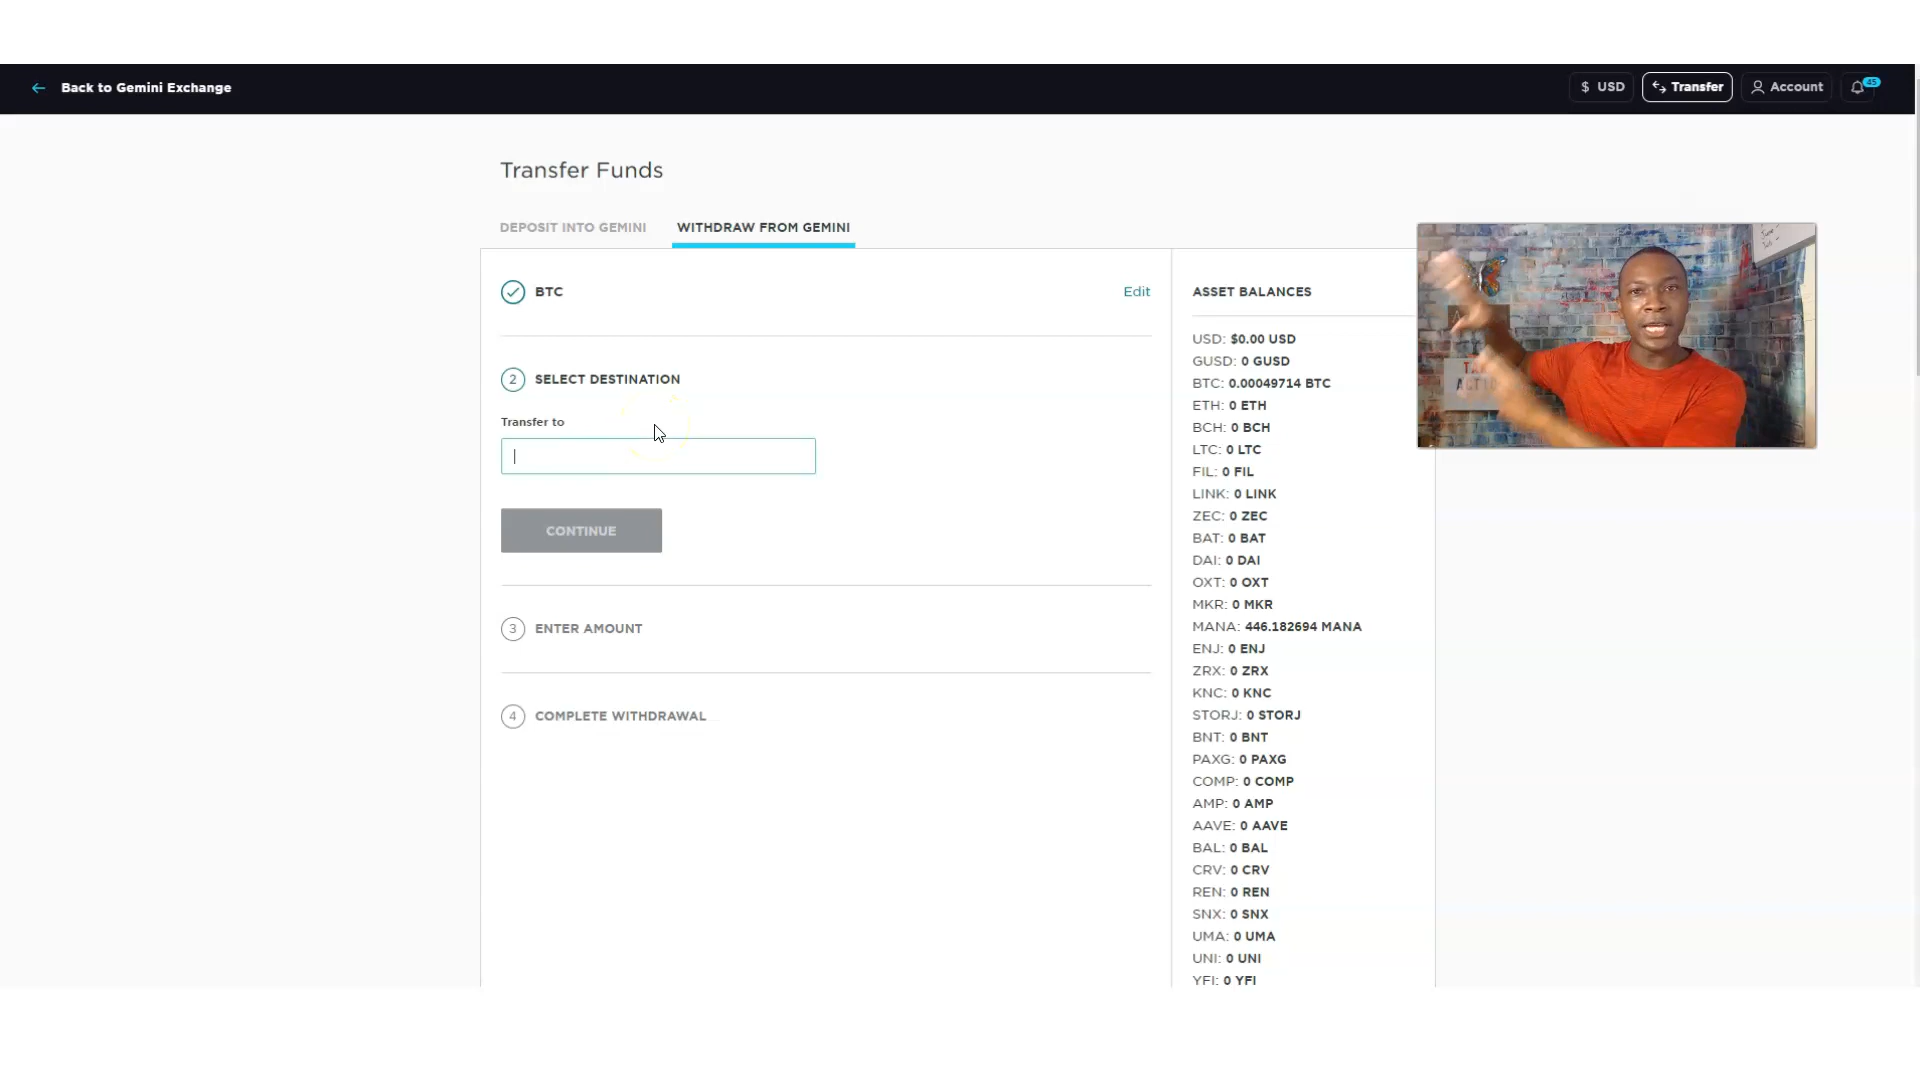 Back to Gemini Exchange
$ USD
Transfer
Account
45
Transfer Funds
DEPOSIT INTO GEMINI
WITHDRAW FROM GEMINI
BTC
Edit
2 SELECT DESTINATION
Transfer to
CONTINUE
3 ENTER AMOUNT
4 COMPLETE WITHDRAWAL
ASSET BALANCES
USD: $0.00 USD
GUSD: 0 GUSD
BTC: 0.00049714 BTC
ETH: 0 ETH
BCH: 0 BCH
LTC: 0 LTC
FIL: 0 FIL
LINK: 0 LINK
ZEC: 0 ZEC
BAT: 0 BAT
DAI: 0 DAI
OXT: 0 OXT
MKR: 0 MKR
MANA: 446.182694 MANA
ENJ: 0 ENJ
ZRX: 0 ZRX
KNC: 0 KNC
STORJ: 0 STORJ
BNT: 0 BNT
PAXG: 0 PAXG
COMP: 0 COMP
AMP: 0 AMP
AAVE: 0 AAVE
BAL: 0 BAL
CRV: 0 CRV
REN: 0 REN
SNX: 0 SNX
UMA: 0 UMA
UNI: 0 UNI
YFI: 0 YFI